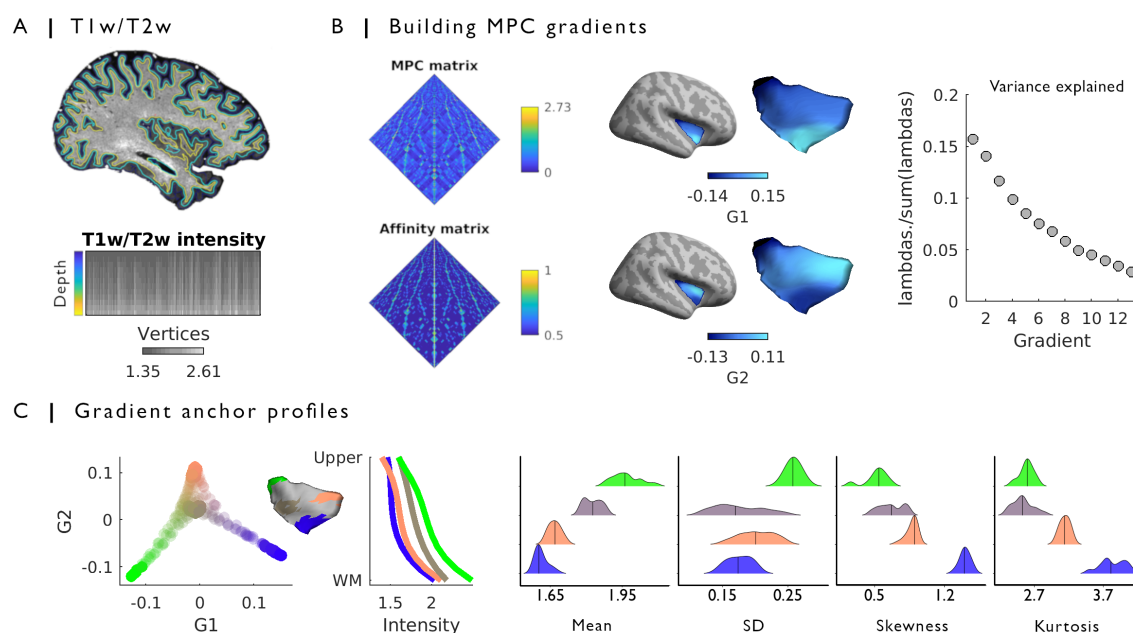 A | T1w/T2w
T1w/T2w intensity
Depth
Vertices
1.35 2.61
B | Building MPC gradients
MPC matrix
2.73
0
Affinity matrix
1
0.5
-0.14 0.15
G1
-0.13 0.11
G2
Variance explained
lambdas./sum(lambdas)
0.2
0.15
0.1
0.05
0
2 4 6 8 10 12
Gradient
C | Gradient anchor profiles
G2
0.1
0
-0.1
-0.1 0 0.1
G1
Upper
WM
1.5 2
Intensity
1.65 1.95
Mean
0.15 0.25
SD
0.5 1.2
Skewness
2.7 3.7
Kurtosis